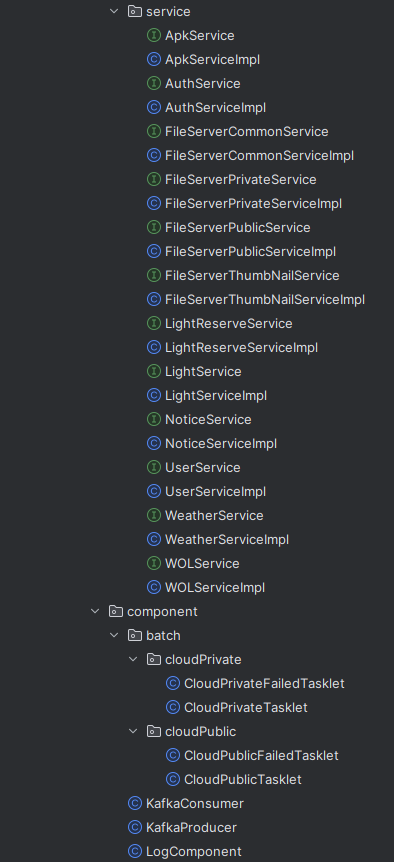 service
ApkService
ApkServiceImpl
AuthService
AuthServiceImpl
FileServerCommonService
FileServerCommonServiceImpl
FileServerPrivateService
FileServerPrivateServiceImpl
FileServerPublicService
FileServerPublicServiceImpl
FileServerThumbNailService
FileServerThumbNailServiceImpl
LightReserveService
LightReserveServiceImpl
LightService
LightServiceImpl
NoticeService
NoticeServiceImpl
UserService
UserServiceImpl
WeatherService
WeatherServiceImpl
WOLService
WOLServiceImpl
component
batch
cloudPrivate
CloudPrivateFailedTasklet
CloudPrivateTasklet
cloudPublic
CloudPublicFailedTasklet
CloudPublicTasklet
KafkaConsumer
KafkaProducer
LogComponent